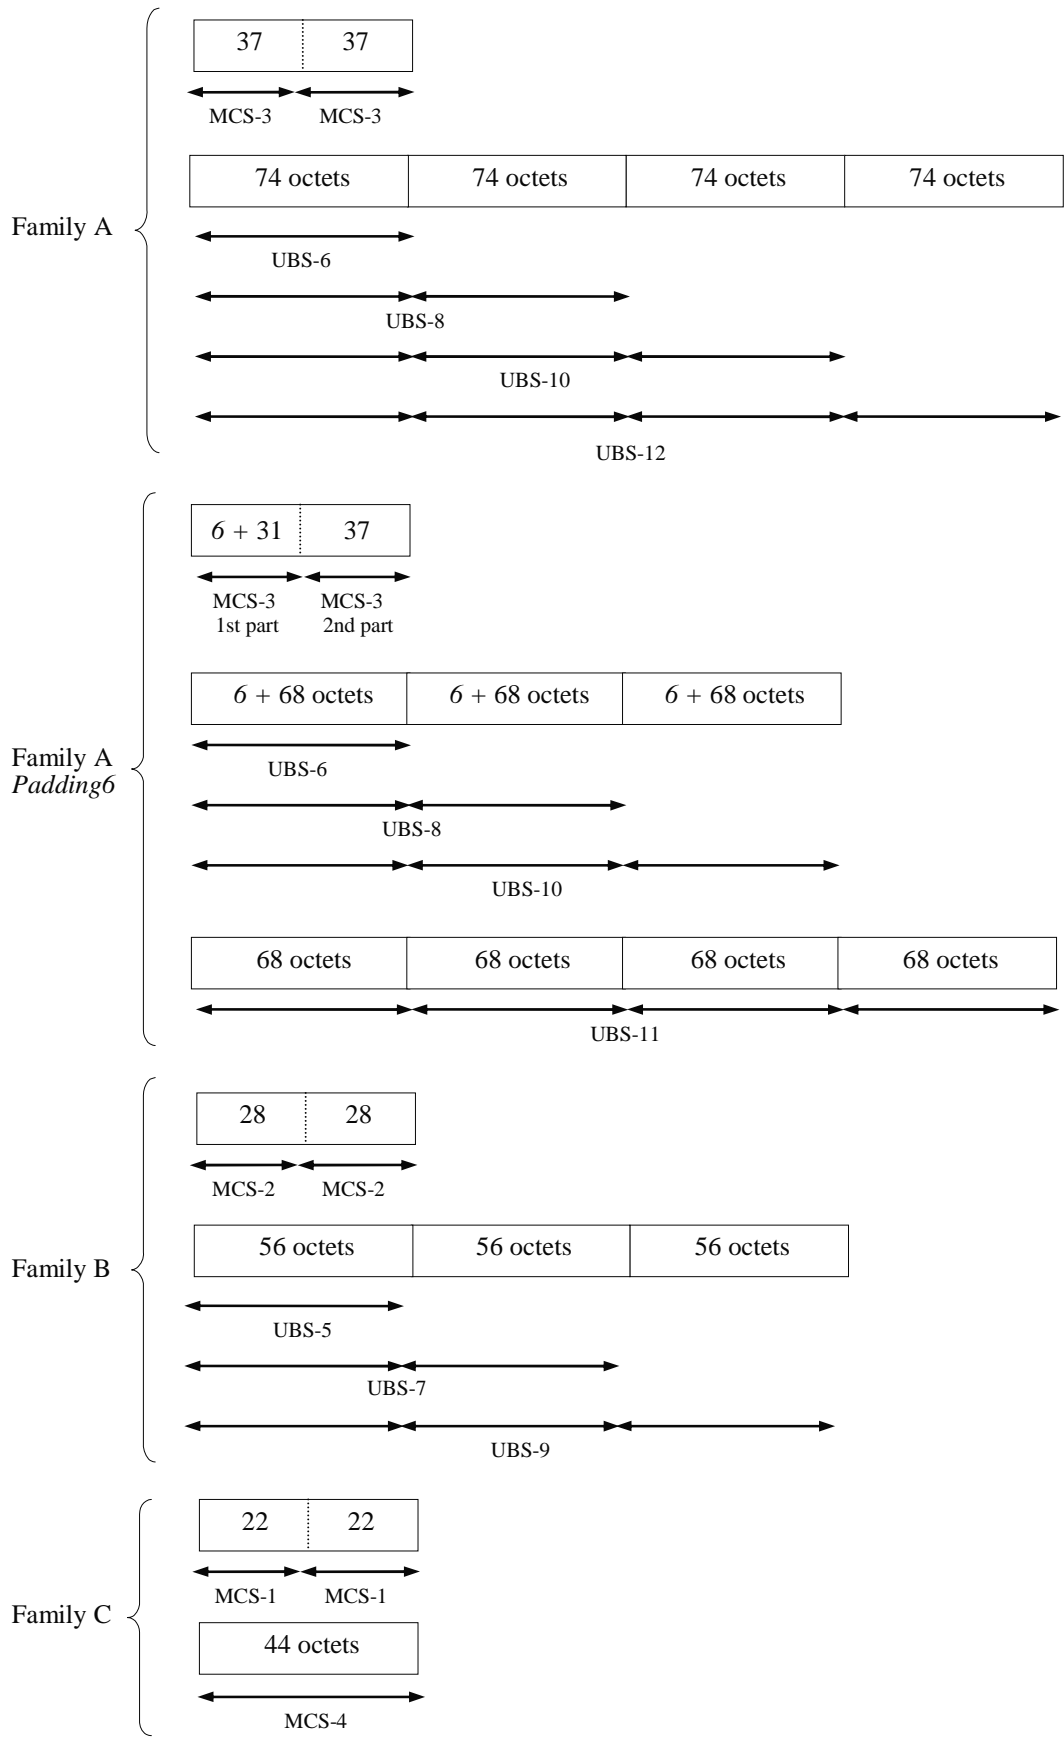 37 37
MCS-3 MCS-3
74 octets 74 octets 74 octets 74 octets
Family A
UBS-6
UBS-8
UBS-10
UBS-12
6 + 31 37
MCS-3 MCS-3
1st part 2nd part
6 + 68 octets 6 + 68 octets 6 + 68 octets
Family A
Padding6
UBS-6
UBS-8
UBS-10
68 octets 68 octets 68 octets 68 octets
UBS-11
28 28
MCS-2 MCS-2
56 octets 56 octets 56 octets
Family B
UBS-5
UBS-7
UBS-9
22 22
MCS-1 MCS-1
Family C
44 octets
MCS-4